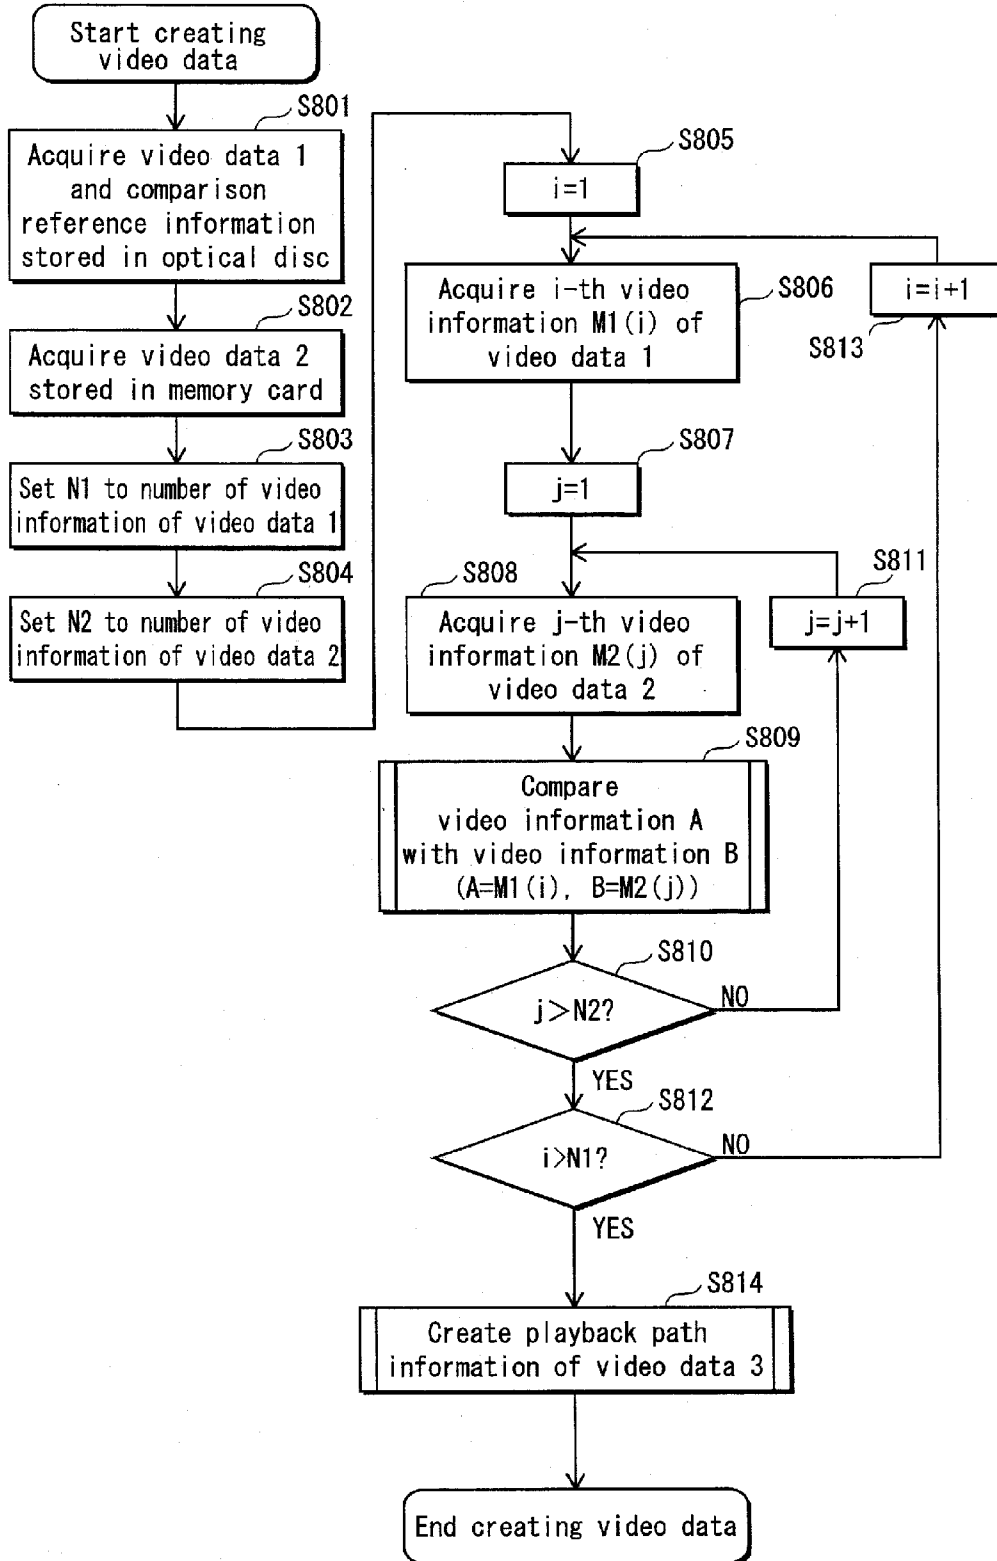 Start creating
video data
S801
Acquire video data 1
and comparison
reference information
stored in optical disc
S802
Acquire video data 2
stored in memory card
S803
Set N1 to number of video
information of video data 1
S804
Set N2 to number of video
information of video data 2
S805
i=1
S806
Acquire i-th video
information M1(i) of
video data 1
i=i+1
S813
S807
j=1
S808
Acquire j-th video
information M2(j) of
video data 2
S811
j=j+1
S809
Compare
video information A
with video information B
(A=M1(i), B=M2(j))
S810
j>N2?
NO
YES
S812
i>N1?
NO
YES
S814
Create playback path
information of video data 3
End creating video data